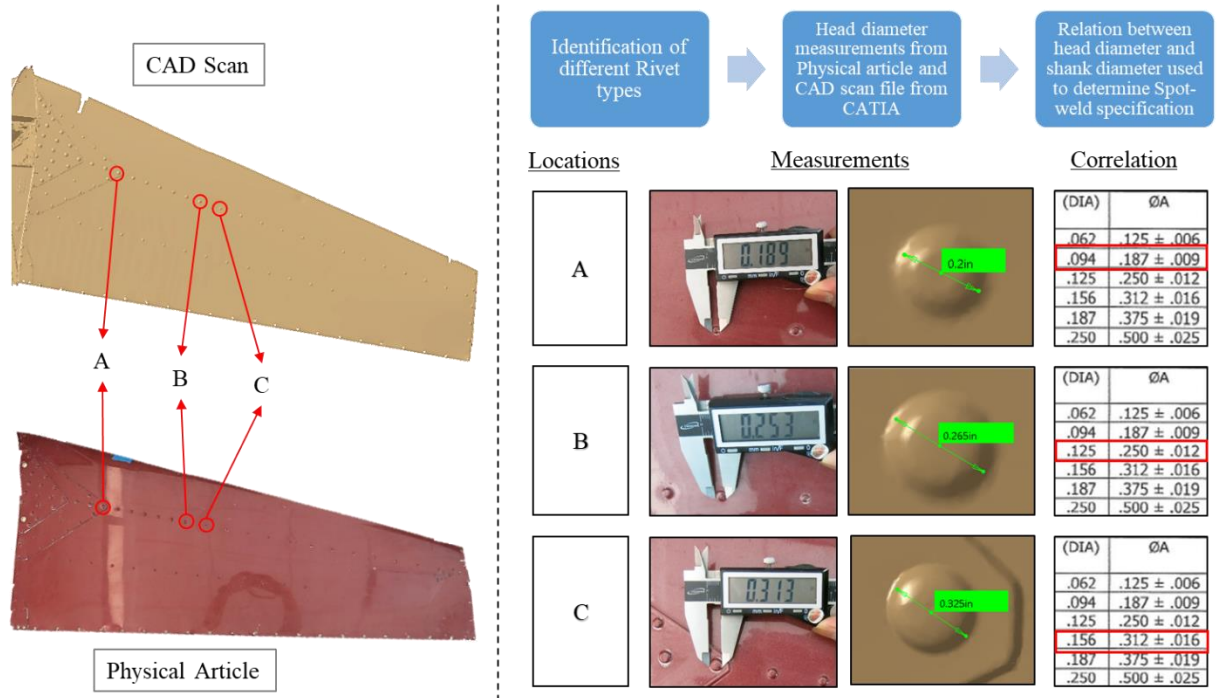 CAD Scan
A
B
C
Physical Article
Identification of
different Rivet
types
Head diameter
measurements from
Physical article and
CAD scan file from
CATIA
Relation between
head diameter and
shank diameter used
to determine Spot-
weld specification
Locations
Measurements
Correlation
A
0.189
0.2in
(DIA) ØA
.062 .125 ± .006
.094 .187 ± .009
.125 .250 ± .012
.156 .312 ± .016
.187 .375 ± .019
.250 .500 ± .025
B
0.253
0.265in
(DIA) ØA
.062 .125 ± .006
.094 .187 ± .009
.125 .250 ± .012
.156 .312 ± .016
.187 .375 ± .019
.250 .500 ± .025
C
0.313
0.325in
(DIA) ØA
.062 .125 ± .006
.094 .187 ± .009
.125 .250 ± .012
.156 .312 ± .016
.187 .375 ± .019
.250 .500 ± .025